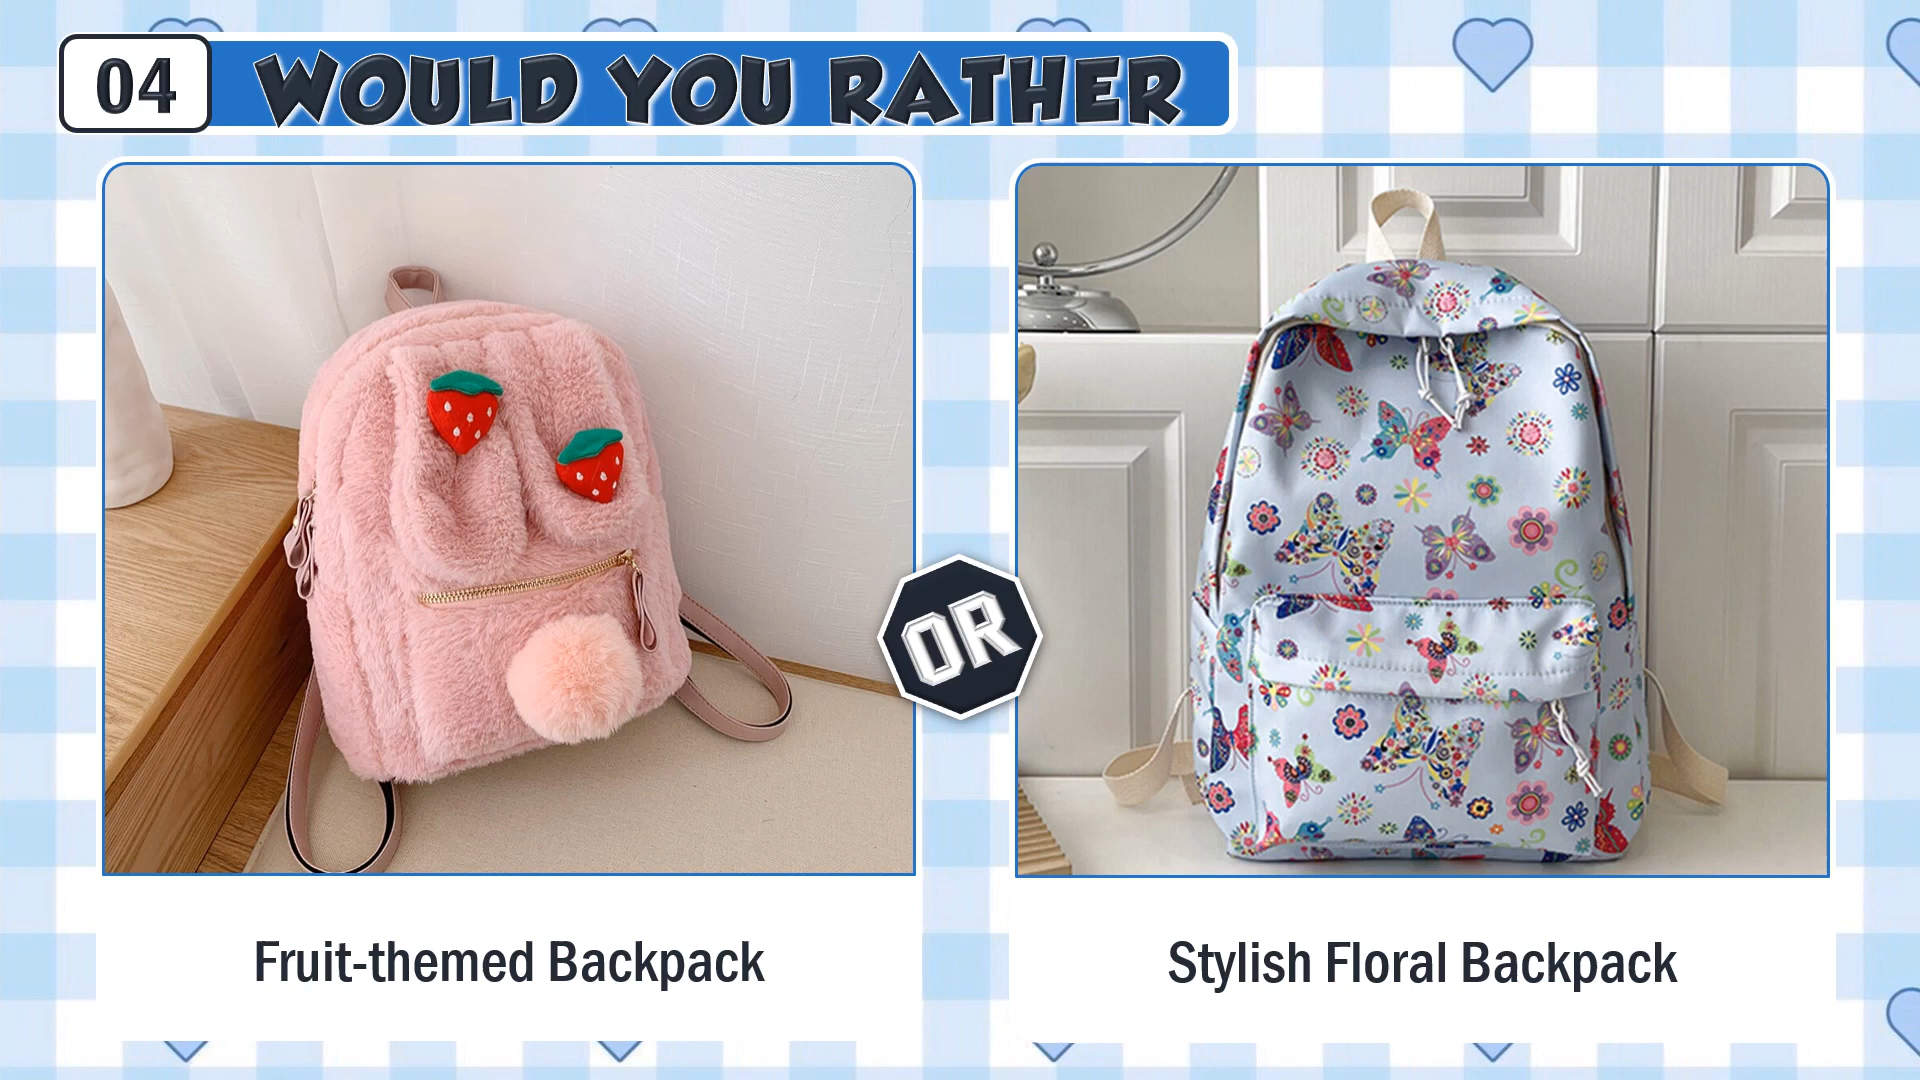 04
WOULD YOU RATHER
OR
Fruit-themed Backpack
Stylish Floral Backpack